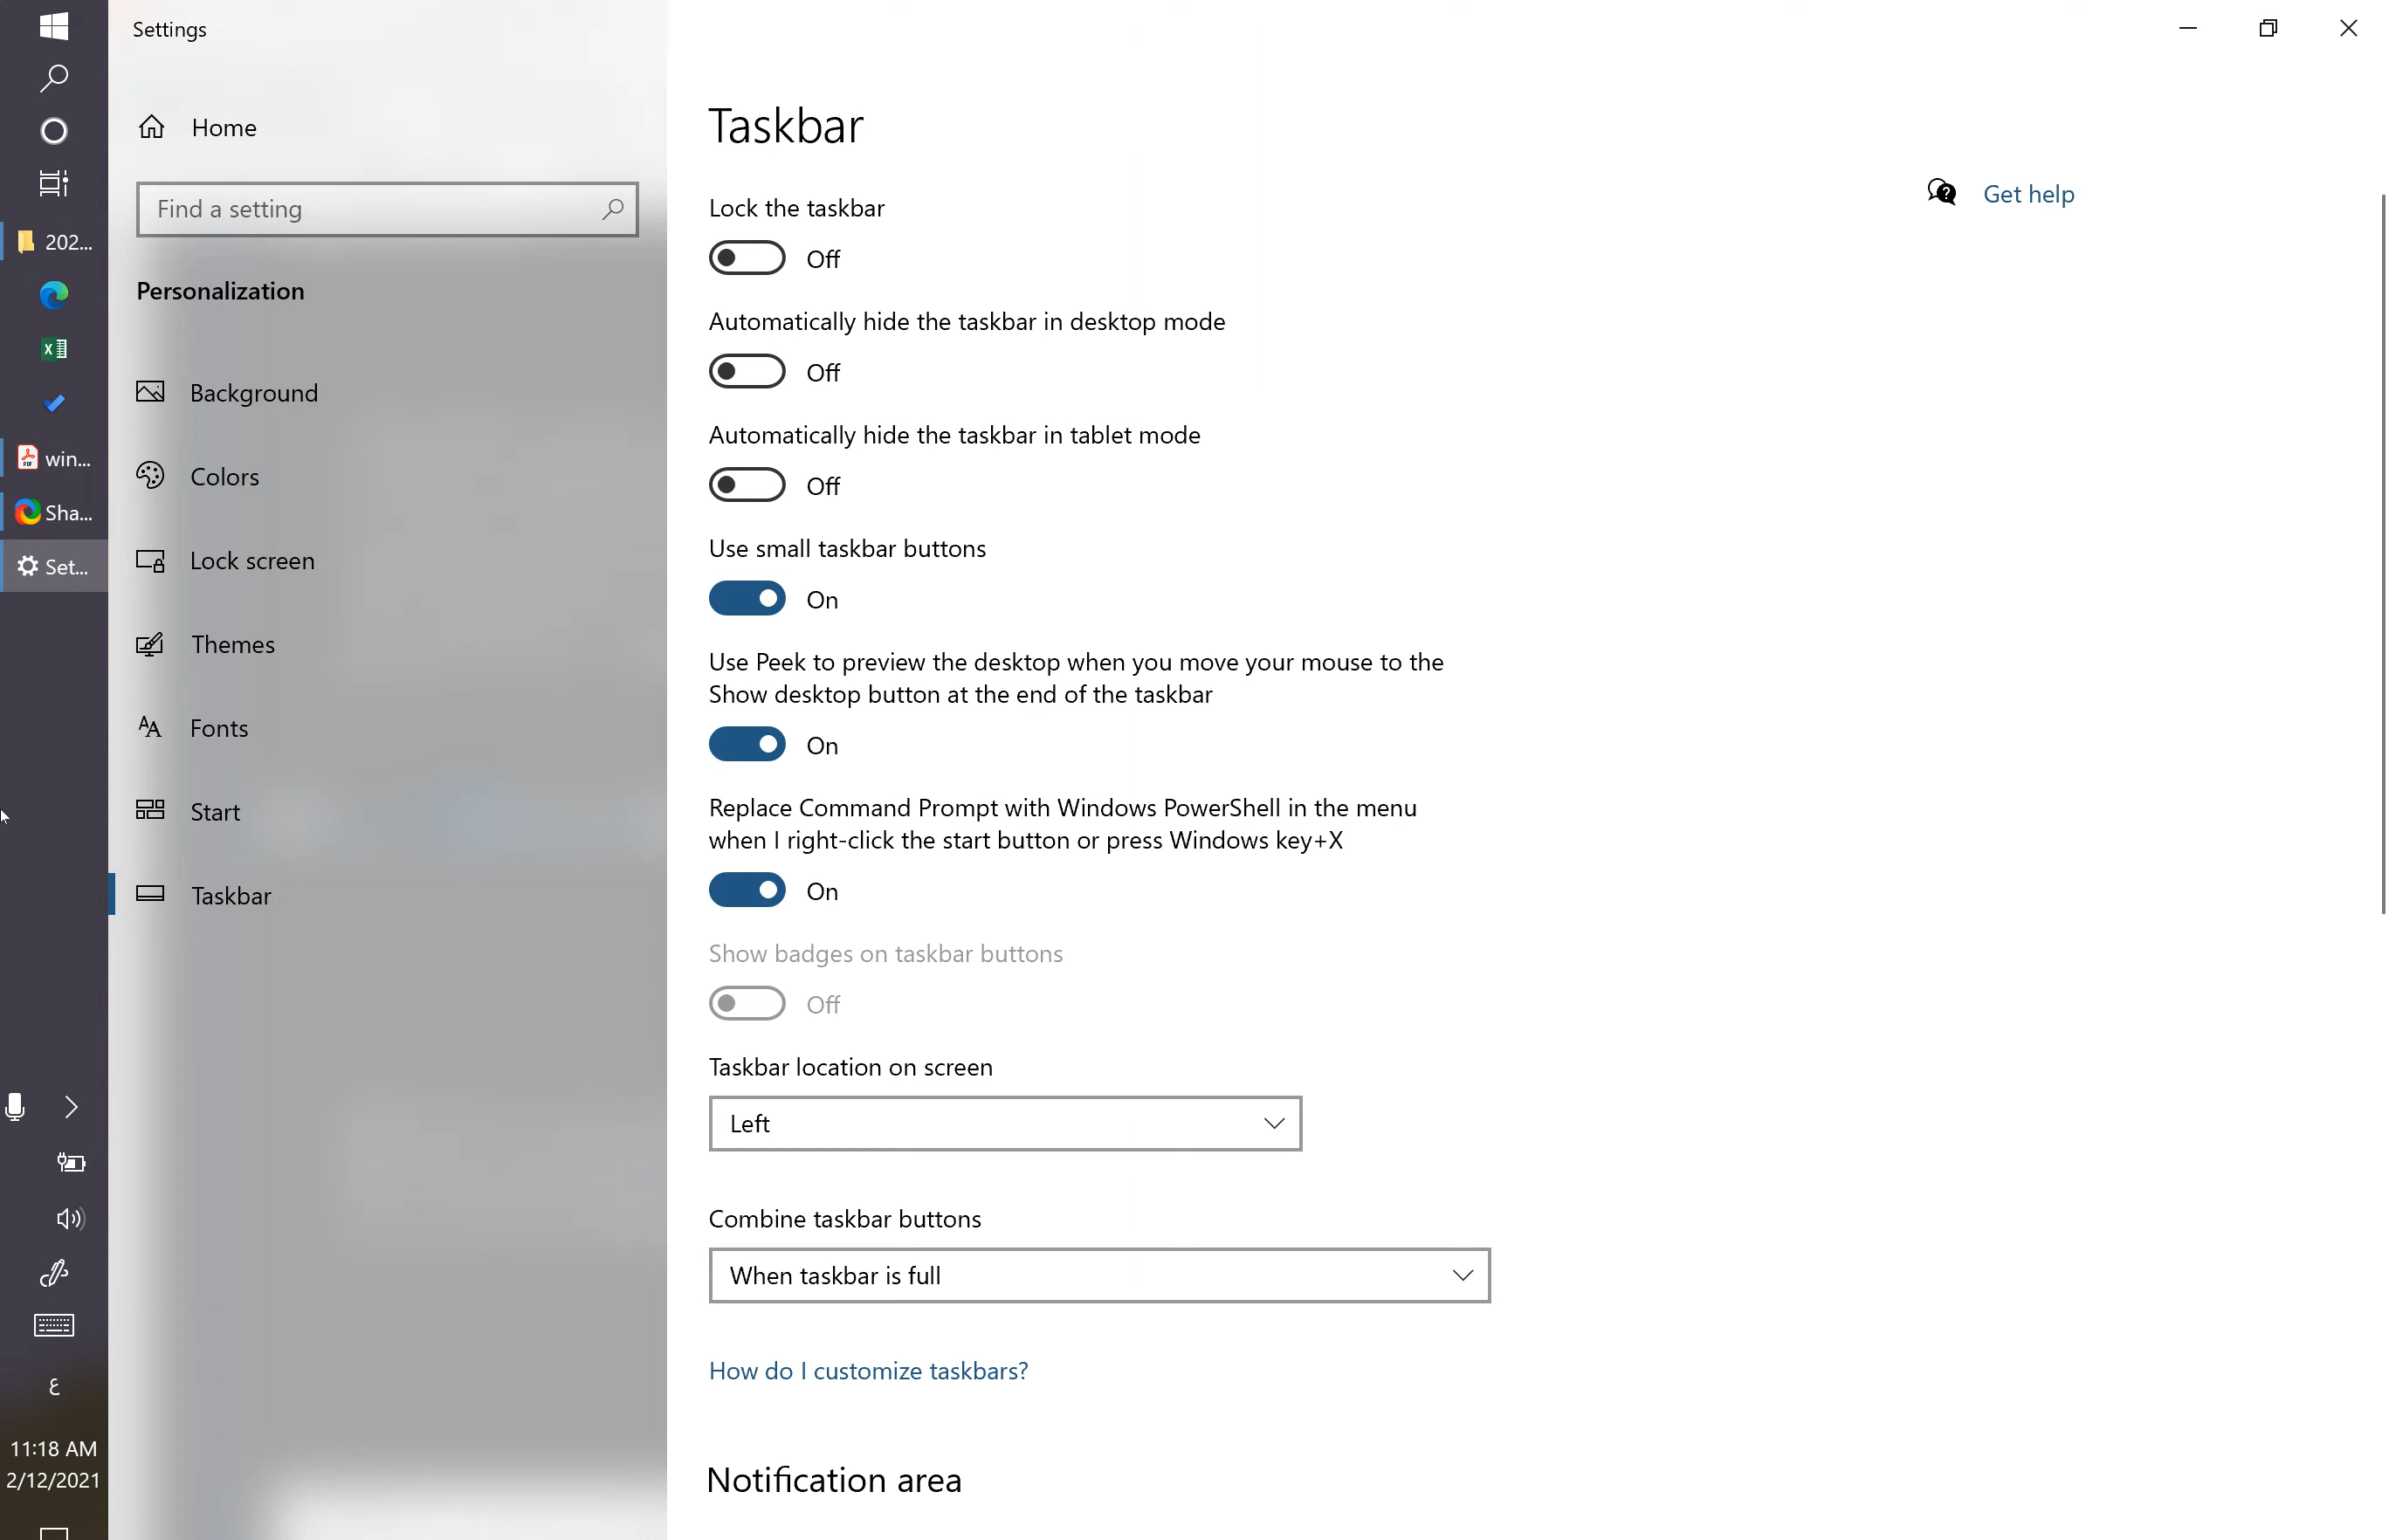 Settings
Home
Find a setting
Personalization
Background
Colors
Lock screen
Themes
Fonts
Start
Taskbar
202...
win...
Sha...
Set...
ع
11:18 AM
2/12/2021
Taskbar
Get help
Lock the taskbar
Off
Automatically hide the taskbar in desktop mode
Off
Automatically hide the taskbar in tablet mode
Off
Use small taskbar buttons
On
Use Peek to preview the desktop when you move your mouse to the
Show desktop button at the end of the taskbar
On
Replace Command Prompt with Windows PowerShell in the menu
when I right-click the start button or press Windows key+X
On
Show badges on taskbar buttons
Off
Taskbar location on screen
Left
Combine taskbar buttons
When taskbar is full
How do I customize taskbars?
Notification area